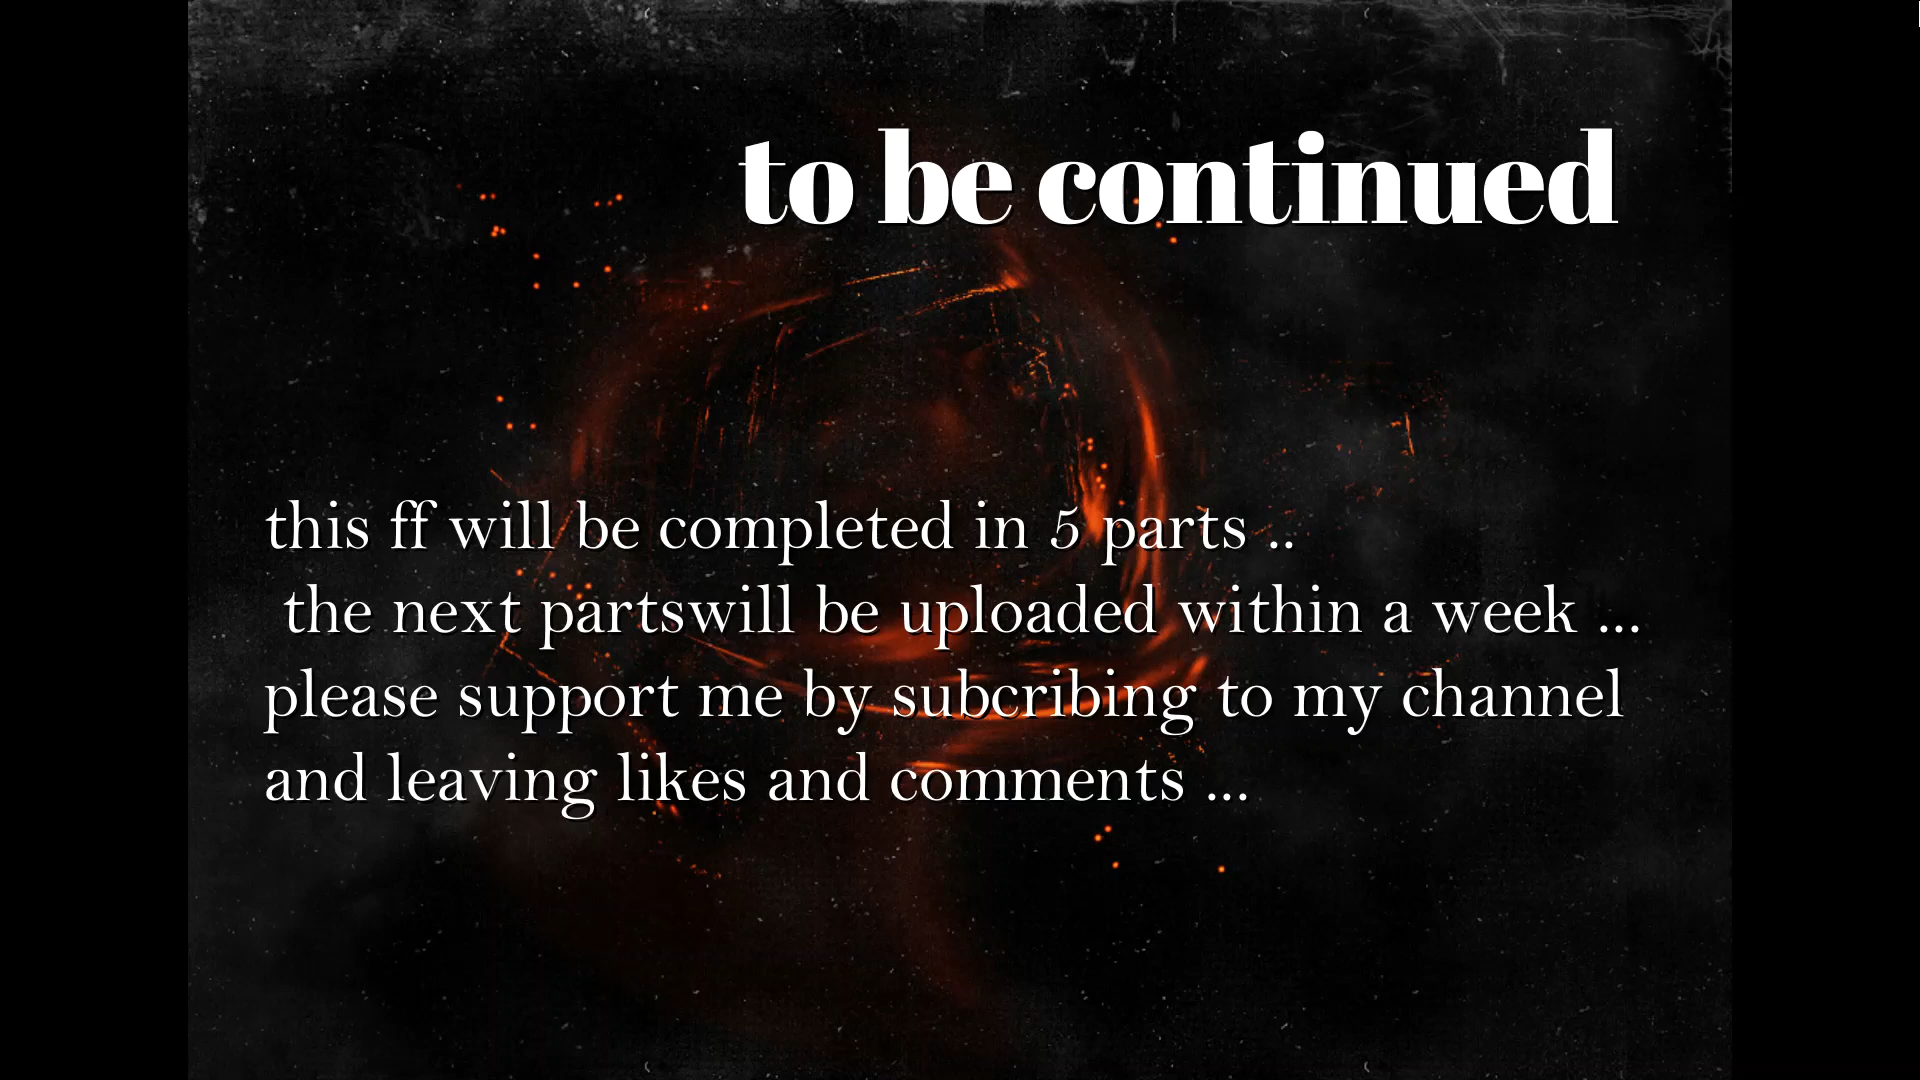 to be continued
this ff will be completed in 5 parts ..
the next partswill be uploaded within a week ...
please support me by subcribing to my channel
and leaving likes and comments ...